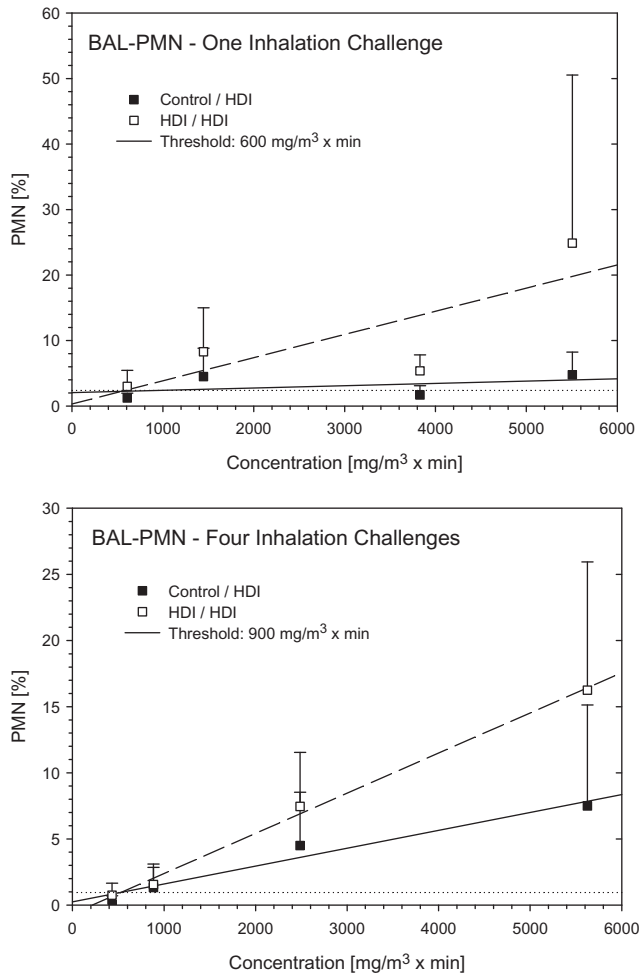 60
50
40
30
20
10
0
PMN [%]
BAL-PMN - One Inhalation Challenge
Control / HDI
HDI / HDI
Threshold: 600 mg/m³ x min
0 1000 2000 3000 4000 5000 6000
Concentration [mg/m³ x min]
30
25
20
15
10
5
0
PMN [%]
BAL-PMN - Four Inhalation Challenges
Control / HDI
HDI / HDI
Threshold: 900 mg/m³ x min
0 1000 2000 3000 4000 5000 6000
Concentration [mg/m³ x min]